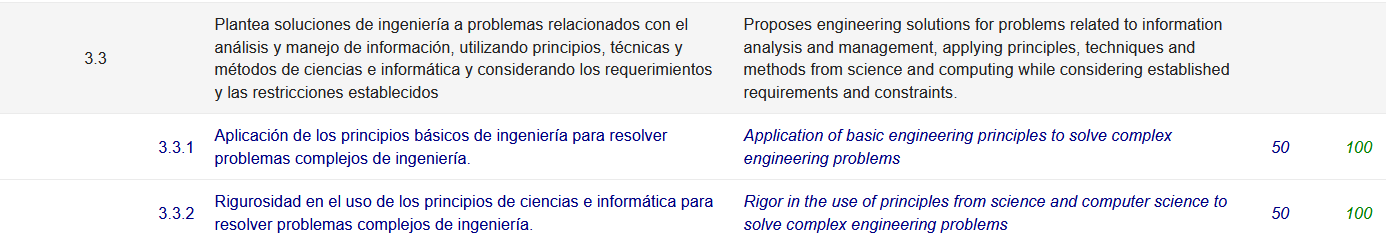 3.3
Plantea soluciones de ingeniería a problemas relacionados con el
análisis y manejo de información, utilizando principios, técnicas y
métodos de ciencias e informática y considerando los requerimientos
y las restricciones establecidos
Proposes engineering solutions for problems related to information
analysis and management, applying principles, techniques and
methods from science and computing while considering established
requirements and constraints.
3.3.1
Aplicación de los principios básicos de ingeniería para resolver
problemas complejos de ingeniería.
Application of basic engineering principles to solve complex
engineering problems
50
100
3.3.2
Rigurosidad en el uso de los principios de ciencias e informática para
resolver problemas complejos de ingeniería.
Rigor in the use of principles from science and computer science to
solve complex engineering problems
50
100